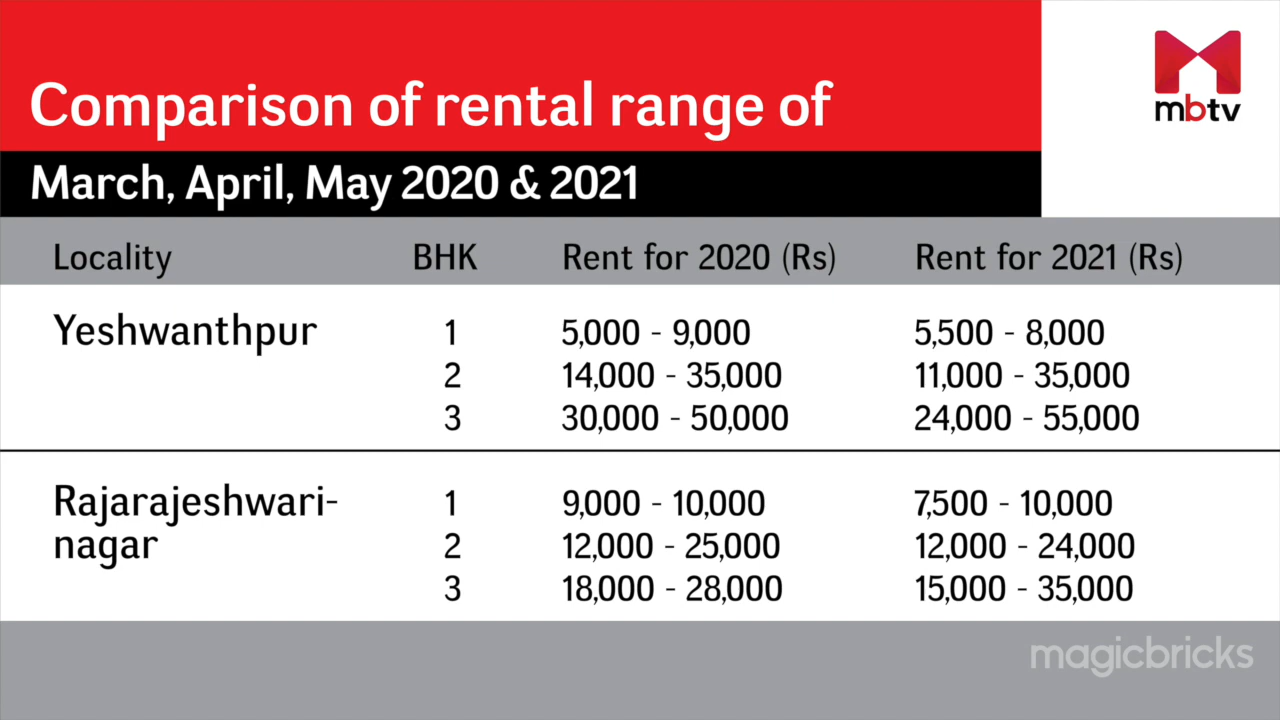 Comparison of rental range of
mbtv
March, April, May 2020 & 2021
Locality BHK Rent for 2020 (Rs) Rent for 2021 (Rs)
Yeshwanthpur 1 5,000 - 9,000 5,500 - 8,000
2 14,000 - 35,000 11,000 - 35,000
3 30,000 - 50,000 24,000 - 55,000
Rajarajeshwari- 1 9,000 - 10,000 7,500 - 10,000
nagar 2 12,000 - 25,000 12,000 - 24,000
3 18,000 - 28,000 15,000 - 35,000
magicbricks